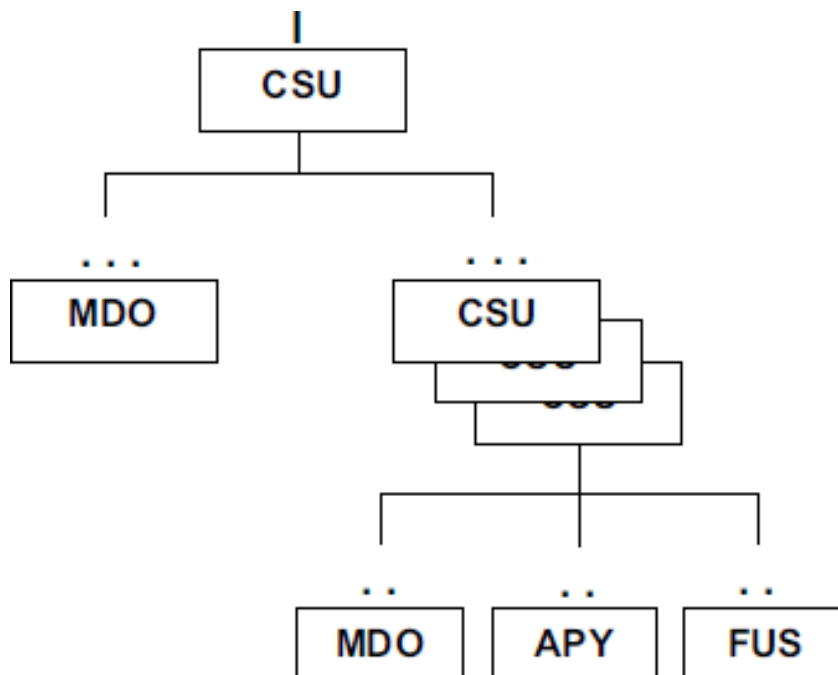 CSU
. . . . . .
MDO CSU
. . . . . .
MDO APY FUS